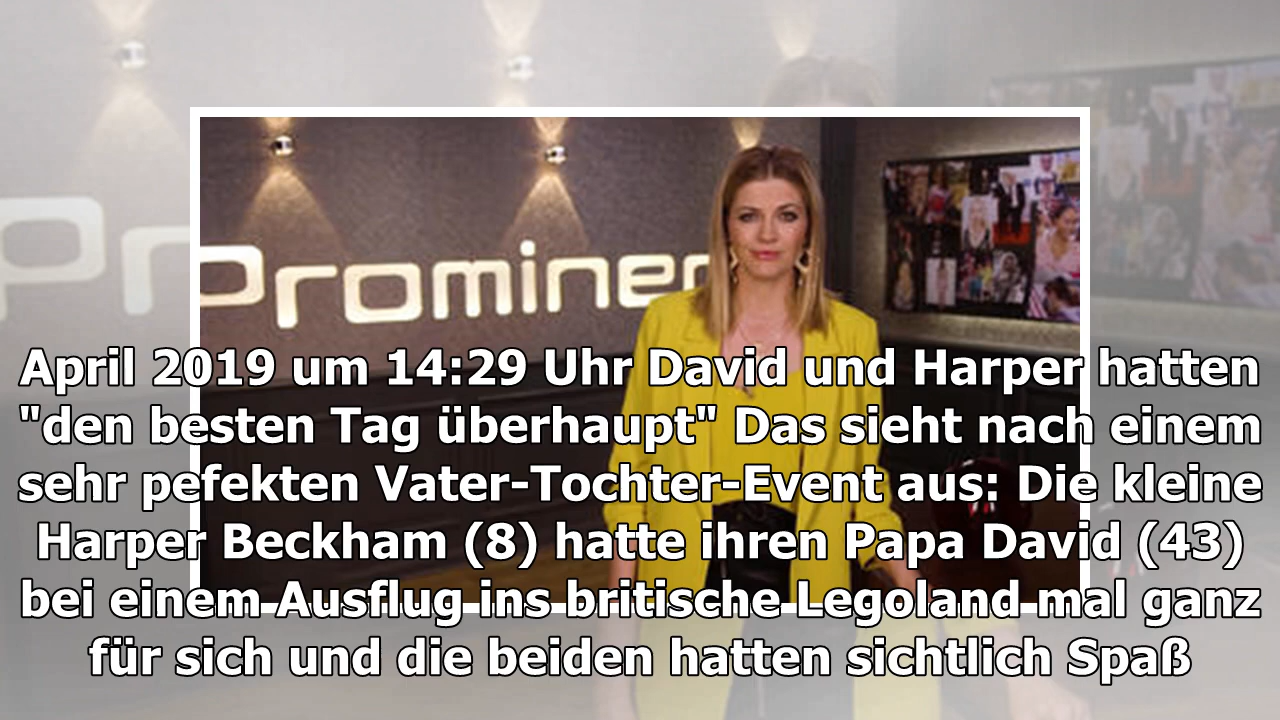 Prominen
April 2019 um 14:29 Uhr David und Harper hatten
"den besten Tag überhaupt" Das sieht nach einem
sehr pefekten Vater-Tochter-Event aus: Die kleine
Harper Beckham (8) hatte ihren Papa David (43)
bei einem Ausflug ins britische Legoland mal ganz
für sich und die beiden hatten sichtlich Spaß